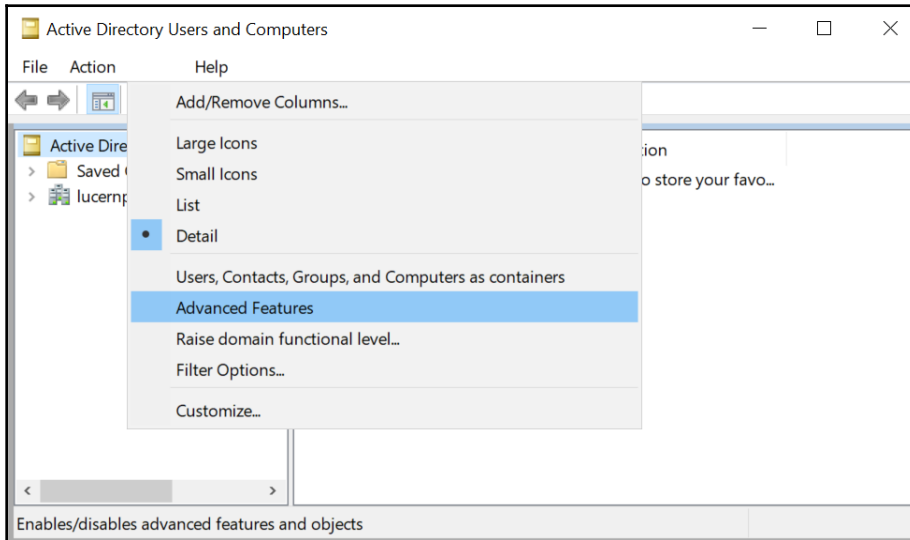 Active Directory Users and Computers
File Action Help
Add/Remove Columns...
Large Icons
Small Icons
List
Detail
Users, Contacts, Groups, and Computers as containers
Advanced Features
Raise domain functional level...
Filter Options...
Customize...
Active Dire
Saved
lucernp
ion
o store your favo...
Enables/disables advanced features and objects